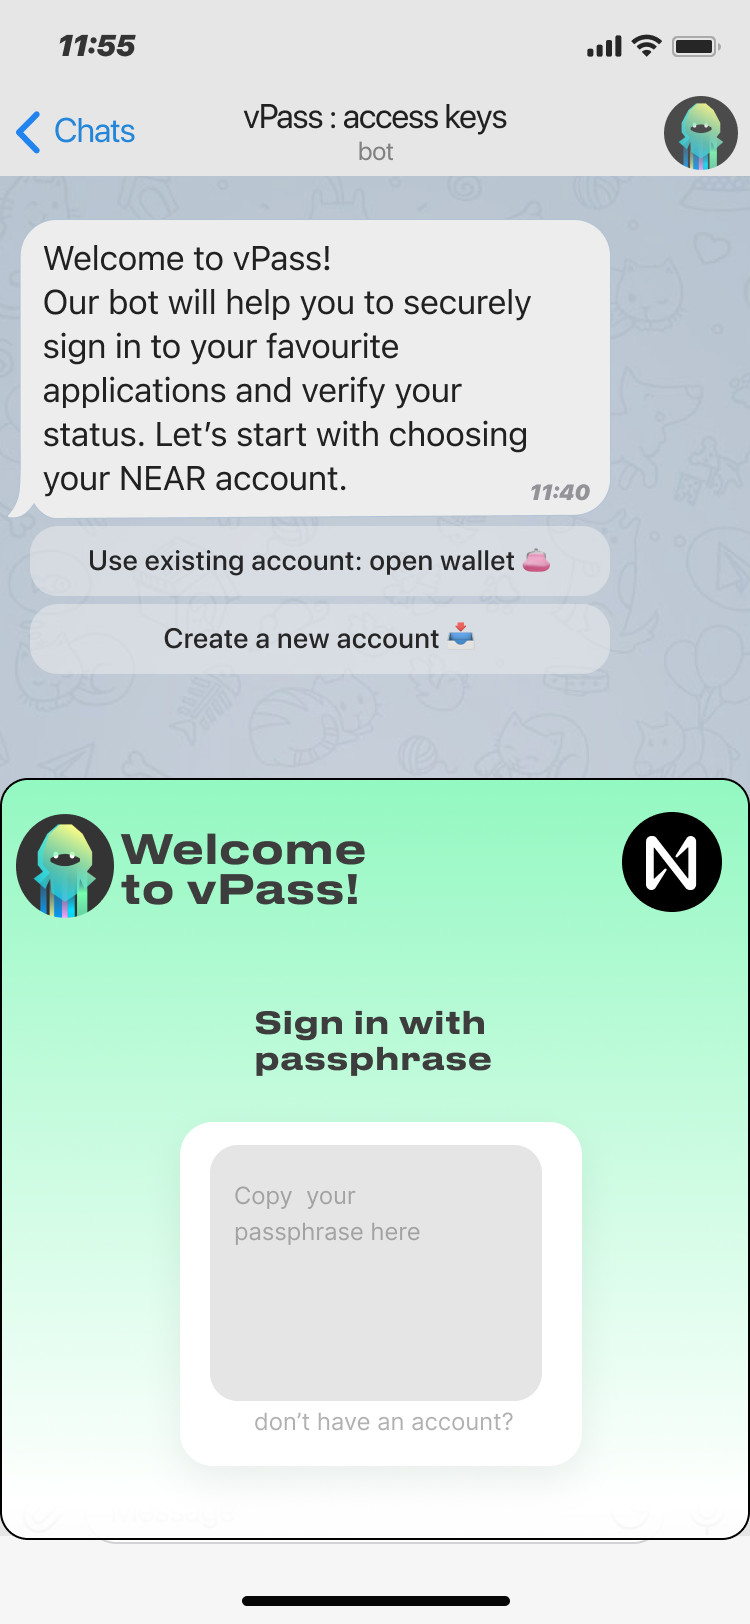 11:55
Chats
vPass : access keys
bot
Welcome to vPass!
Our bot will help you to securely
sign in to your favourite
applications and verify your
status. Let’s start with choosing
your NEAR account.
11:40
Use existing account: open wallet 👛
Create a new account 📥
Welcome
to vPass!
Sign in with
passphrase
Copy your
passphrase here
don’t have an account?